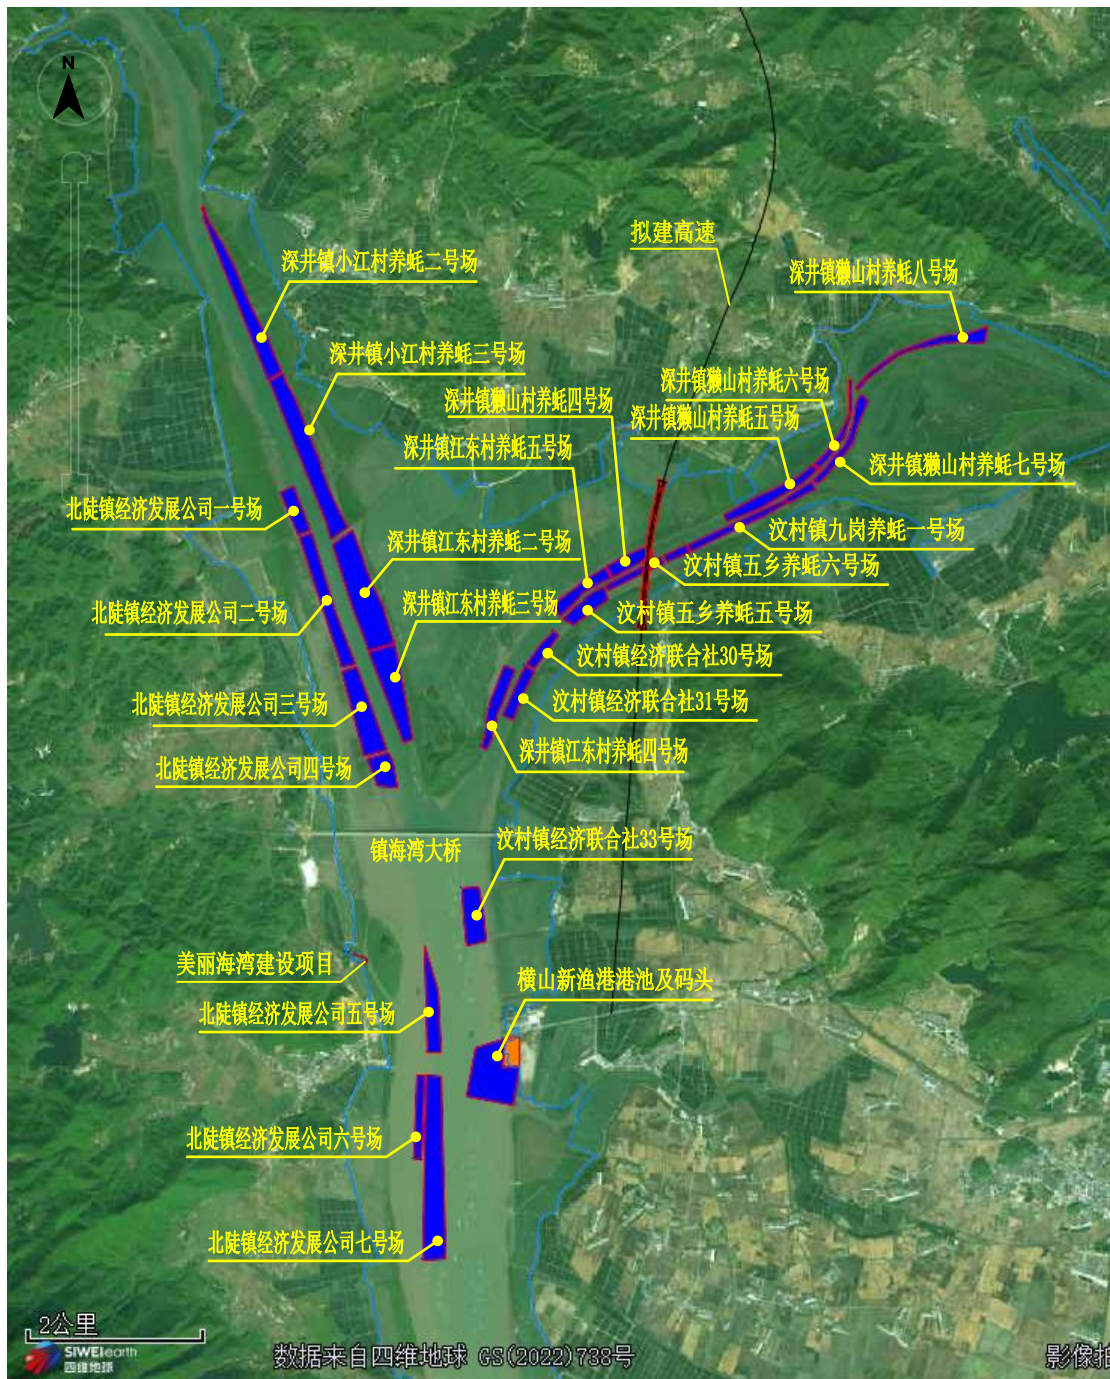 N
拟建高速
深井镇小江村养蚝二号场
深井镇獭山村养蚝八号场
深井镇小江村养蚝三号场
深井镇獭山村养蚝六号场
深井镇獭山村养蚝四号场
深井镇獭山村养蚝五号场
深井镇江东村养蚝五号场
深井镇獭山村养蚝七号场
北陡镇经济发展公司一号场
汶村镇九岗养蚝一号场
深井镇江东村养蚝二号场
汶村镇五乡养蚝六号场
深井镇江东村养蚝三号场
北陡镇经济发展公司二号场
汶村镇五乡养蚝五号场
汶村镇经济联合社30号场
北陡镇经济发展公司三号场
汶村镇经济联合社31号场
深井镇江东村养蚝四号场
北陡镇经济发展公司四号场
镇海湾大桥
汶村镇经济联合社33号场
美丽海湾建设项目
横山新渔港港池及码头
北陡镇经济发展公司五号场
北陡镇经济发展公司六号场
北陡镇经济发展公司七号场
2公里
SIWEIearth
四维地球
数据来自四维地球 GS(2022)738号
影像拍